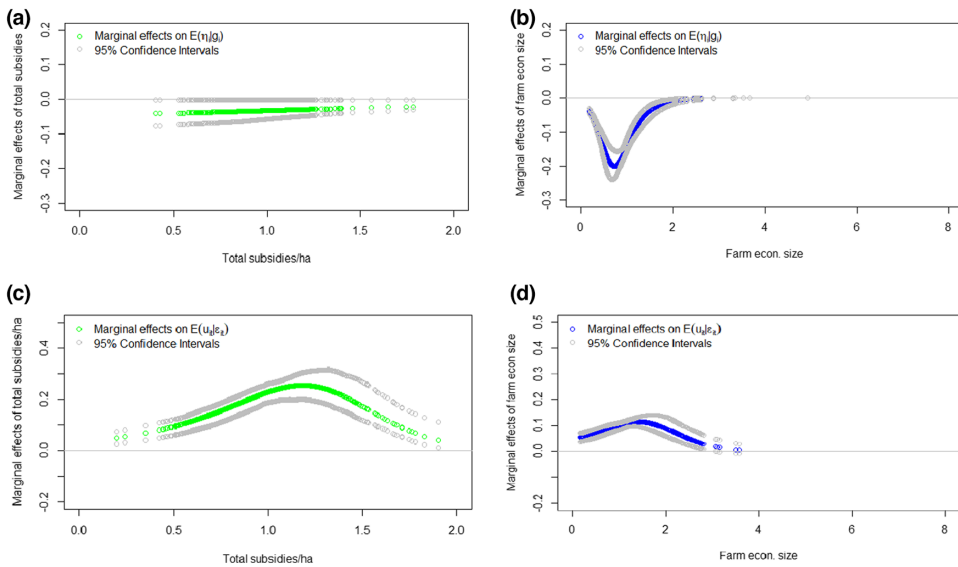 (a)
Marginal effects on E(ηi|gi)
95% Confidence Intervals
Marginal effects of total subsidies
0.2
0.1
0.0
-0.1
-0.2
-0.3
0.0 0.5 1.0 1.5 2.0
Total subsidies/ha
(b)
Marginal effects on E(ηi|gi)
95% Confidence Intervals
Marginal effects of farm econ size
0.2
0.1
0.0
-0.1
-0.2
-0.3
0 2 4 6 8
Farm econ. size
(c)
Marginal effects on E(uit|εit)
95% Confidence Intervals
Marginal effects of total subsidies/ha
0.4
0.2
0.0
-0.2
0.0 0.5 1.0 1.5 2.0
Total subsidies/ha
(d)
Marginal effects on E(uit|εit)
95% Confidence Intervals
Marginal effects of farm econ size
0.5
0.4
0.3
0.2
0.1
0.0
-0.2
0 2 4 6 8
Farm econ. size